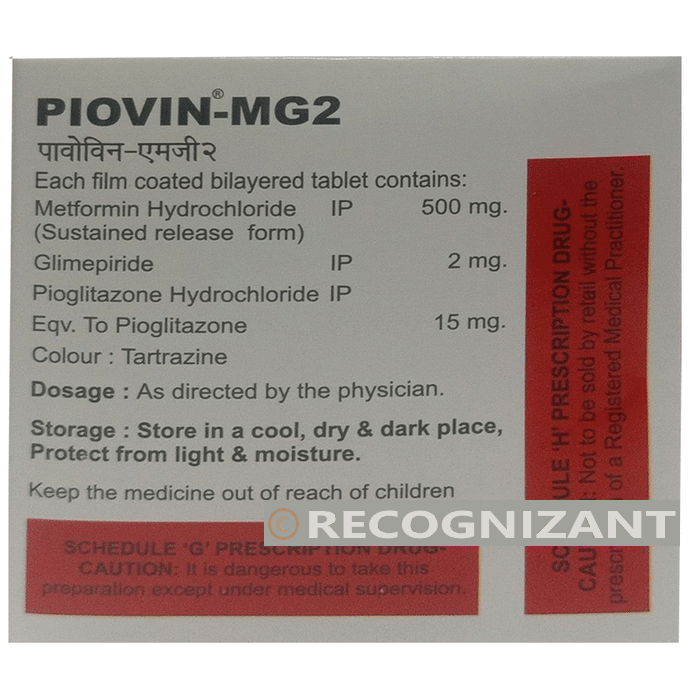 PIOVIN®-MG2
पावोविन-एमजी२
Each film coated bilayered tablet contains:
Metformin Hydrochloride IP 500 mg.
(Sustained release form)
Glimepiride IP 2 mg.
Pioglitazone Hydrochloride IP
Eqv. To Pioglitazone 15 mg.
Colour : Tartrazine
Dosage : As directed by the physician.
Storage : Store in a cool, dry & dark place,
Protect from light & moisture.
Keep the medicine out of reach of children
© RECOGNIZANT
SCHEDULE 'G' PRESCRIPTION DRUG-
CAUTION: It is dangerous to take this
preparation except under medical supervision.
SCHEDULE 'H' PRESCRIPTION DRUG-
CAU : Not to be sold by retail without the
prescr of a Registered Medical Practitioner.